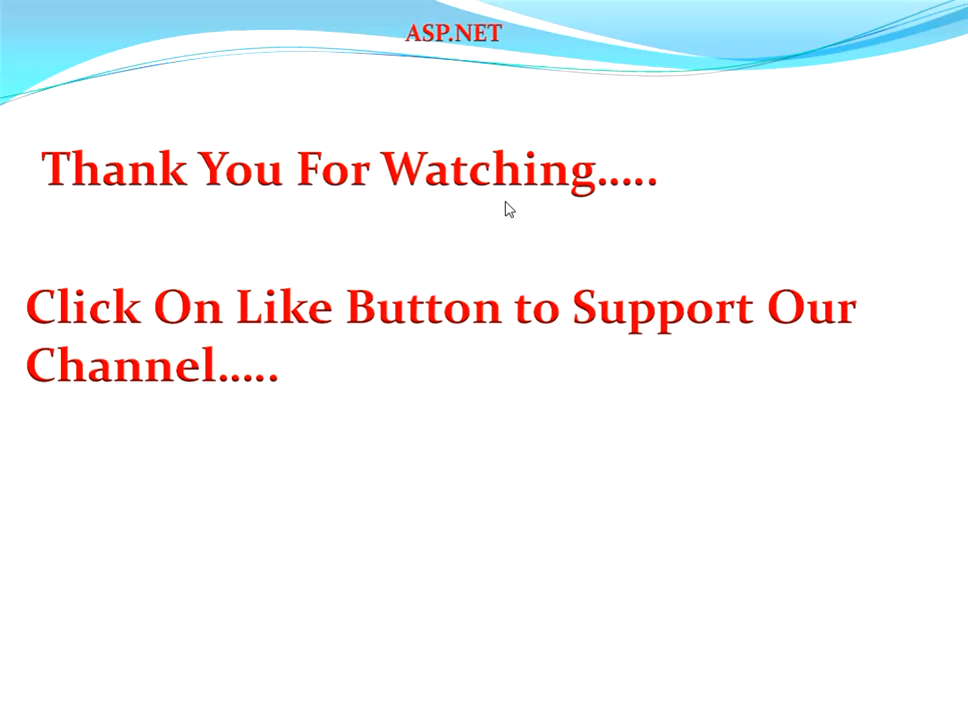 ASP.NET
Thank You For Watching.....
Click On Like Button to Support Our
Channel.....